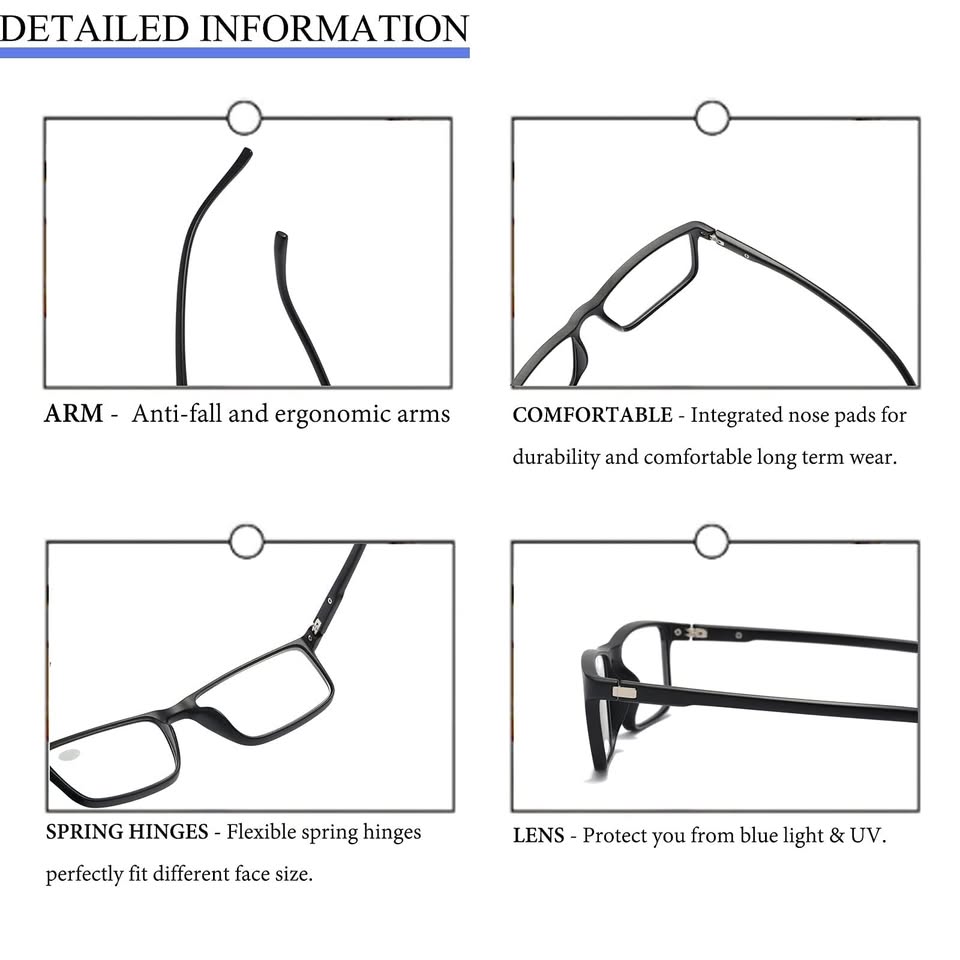 DETAILED INFORMATION
ARM - Anti-fall and ergonomic arms
COMFORTABLE - Integrated nose pads for
durability and comfortable long term wear.
SPRING HINGES - Flexible spring hinges
perfectly fit different face size.
LENS - Protect you from blue light & UV.